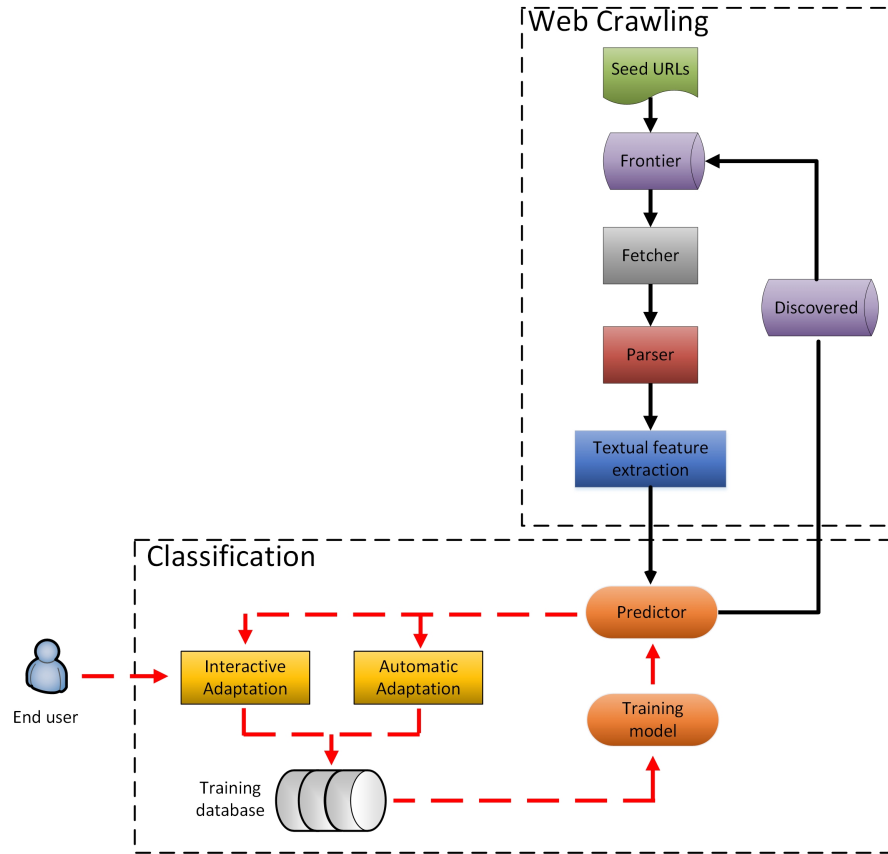 Web Crawling
Seed URLs
Frontier
Fetcher
Discovered
Parser
Textual feature
extraction
Classification
Predictor
Interactive
Adaptation
Automatic
Adaptation
End user
Training
model
Training
database